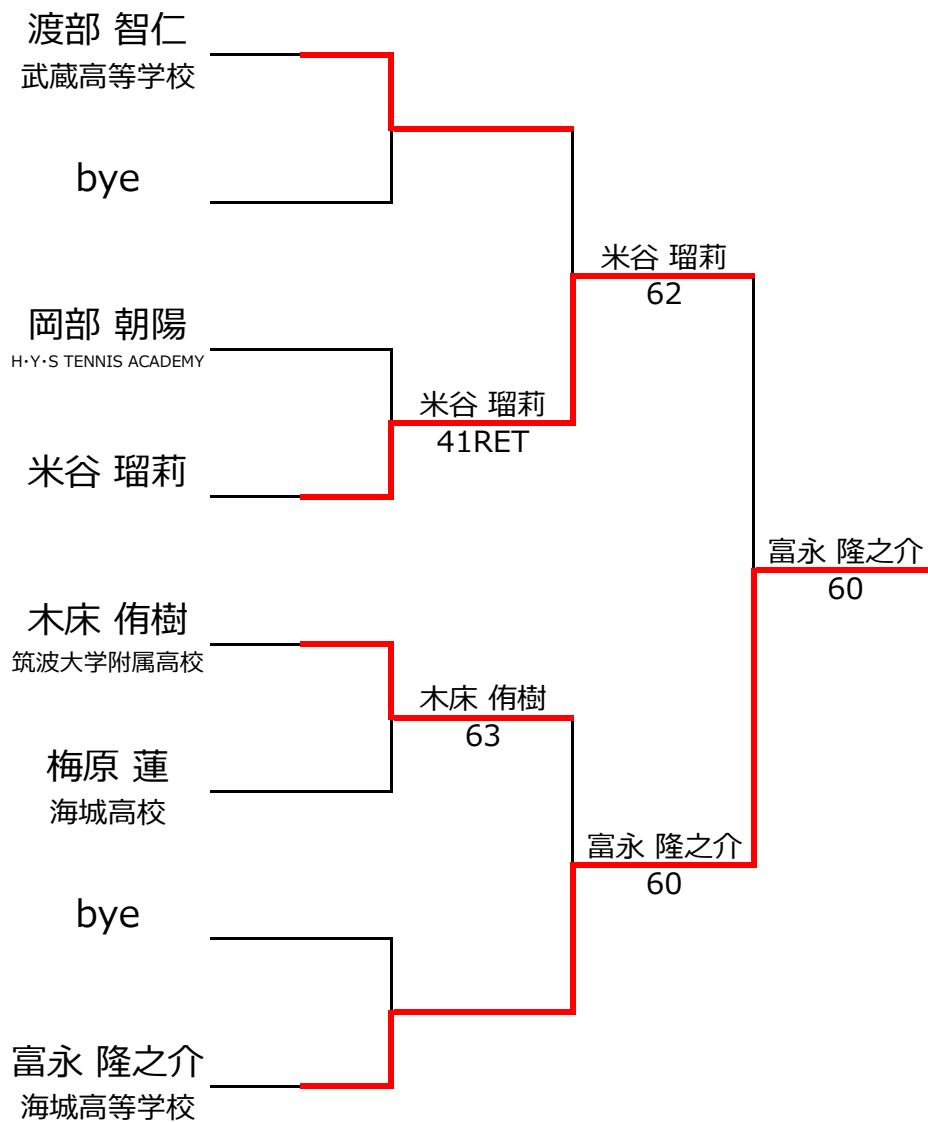 渡部 智仁
武蔵高等学校
bye
岡部 朝陽
H･Y･S TENNIS ACADEMY
米谷 瑠莉
木床 侑樹
筑波大学附属高校
梅原 蓮
海城高校
bye
富永 隆之介
海城高等学校
米谷 瑠莉
41RET
木床 侑樹
63
米谷 瑠莉
62
富永 隆之介
60
富永 隆之介
60